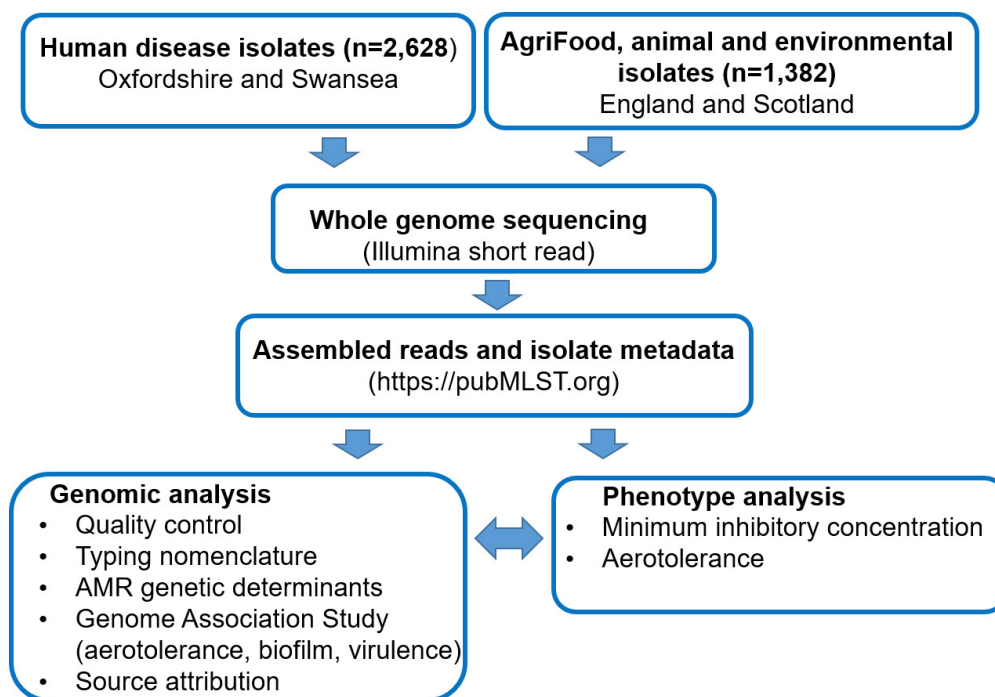 Human disease isolates (n=2,628)
Oxfordshire and Swansea
AgriFood, animal and environmental
isolates (n=1,382)
England and Scotland
Whole genome sequencing
(Illumina short read)
Assembled reads and isolate metadata
(https://pubMLST.org)
Genomic analysis
• Quality control
• Typing nomenclature
• AMR genetic determinants
• Genome Association Study
(aerotolerance, biofilm, virulence)
• Source attribution
Phenotype analysis
• Minimum inhibitory concentration
• Aerotolerance